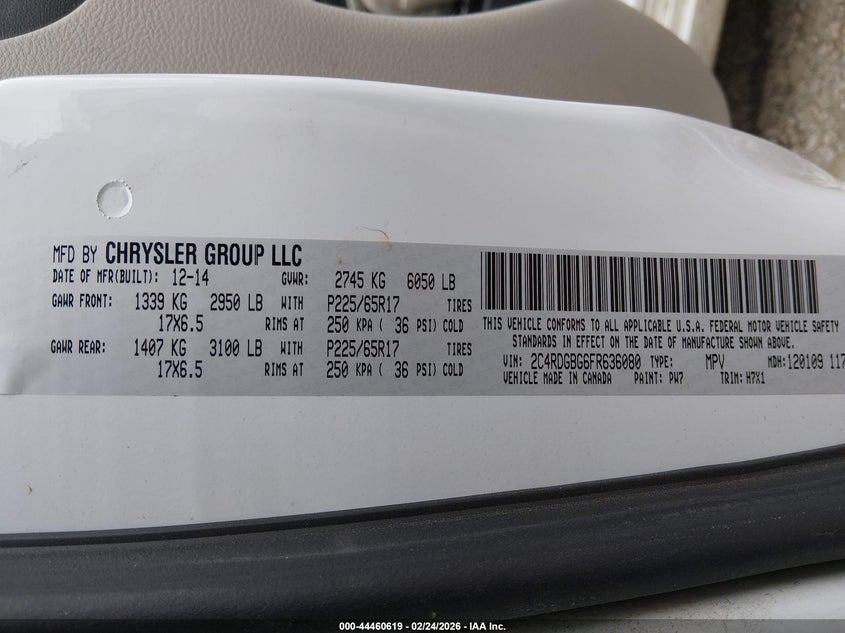 MFD BY CHRYSLER GROUP LLC
DATE OF MFR(BUILT): 12-14 GVWR: 2745 KG 6050 LB
GAWR FRONT: 1339 KG 2950 LB WITH P225/65R17 TIRES
17X6.5 RIMS AT 250 KPA ( 36 PSI) COLD
GAWR REAR: 1407 KG 3100 LB WITH P225/65R17 TIRES
17X6.5 RIMS AT 250 KPA ( 36 PSI) COLD
THIS VEHICLE CONFORMS TO ALL APPLICABLE U.S.A. FEDERAL MOTOR VEHICLE SAFETY
STANDARDS IN EFFECT ON THE DATE OF MANUFACTURE SHOWN ABOVE.
VIN: 2C4RDGBG6FR636080 TYPE: MPV MDH:120109 117
VEHICLE MADE IN CANADA PAINT: PW7 TRIM: H7X1
000-44460619 - 02/24/2026 - IAA Inc.